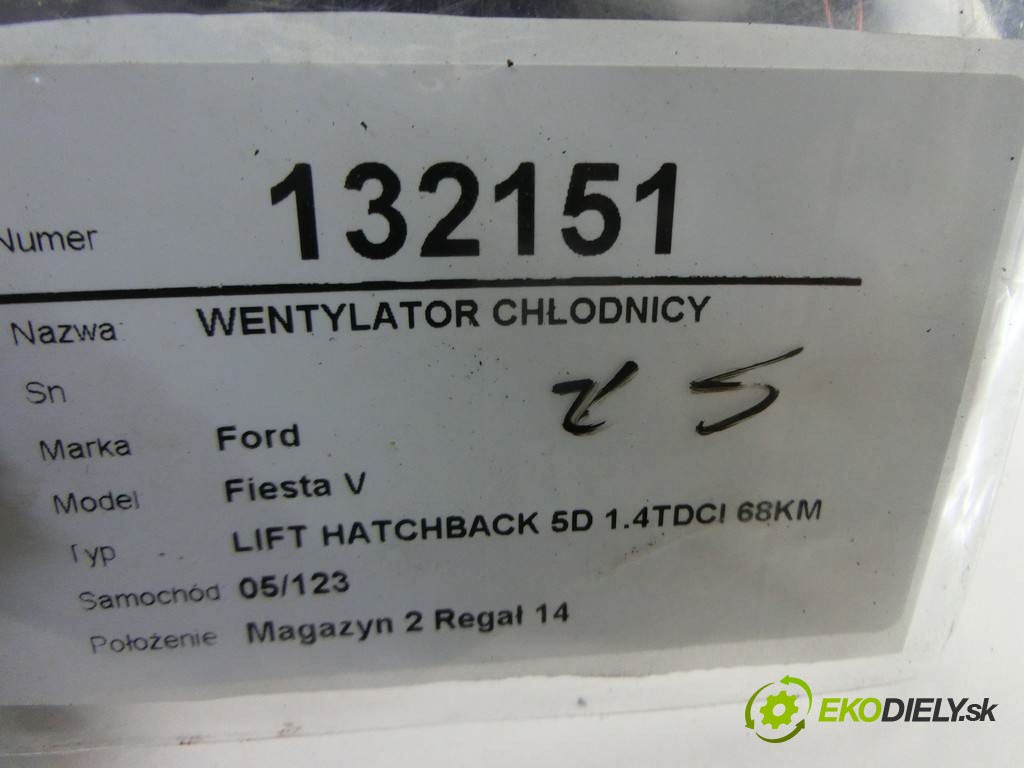 Numer 132151
Nazwa: WENTYLATOR CHŁODNICY
Sn
Marka Ford
Model Fiesta V
Typ LIFT HATCHBACK 5D 1.4TDCI 68KM
Samochód 05/123
Położenie Magazyn 2 Regał 14
EKODIELY.sk